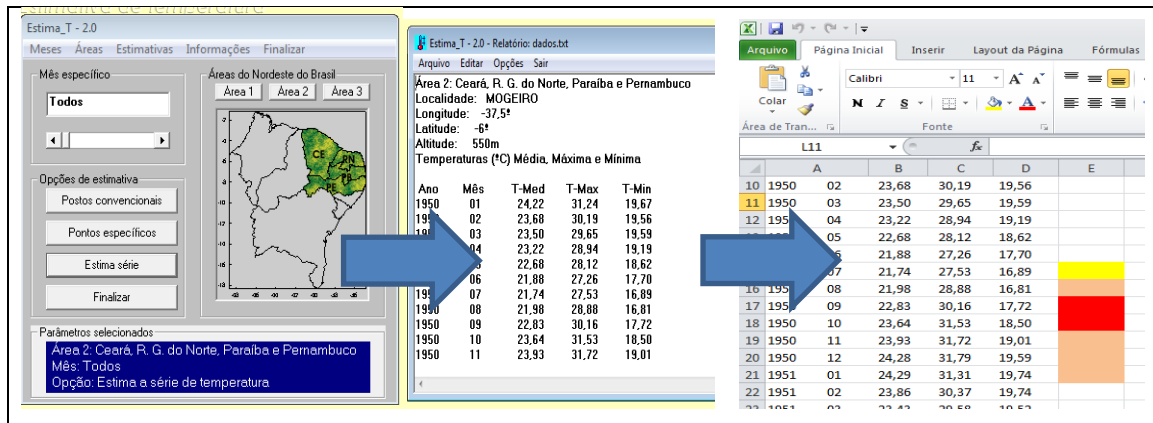 Estima_T - 2.0
Meses Áreas Estimativas Informações Finalizar
Mês específico
Todos
Opções de estimativa
Postos convencionais
Pontos específicos
Estima série
Finalizar
Áreas do Nordeste do Brasil
Área 1 Área 2 Área 3
CE
RN
PB
PE
Parâmetros selecionados
Área 2: Ceará, R. G. do Norte, Paraíba e Pernambuco
Mês: Todos
Opção: Estima a série de temperatura
Estima_T - 2.0 - Relatório: dados.txt
Arquivo Editar Opções Sair
Área 2: Ceará, R. G. do Norte, Paraíba e Pernambuco
Localidade: MOGEIRO
Longitude: -37,5º
Latitude: -6º
Altitude: 550m
Temperaturas (ºC) Média, Máxima e Mínima
Ano Mês T-Med T-Max T-Min
1950 01 24,22 31,24 19,67
1950 02 23,68 30,19 19,56
03 23,50 29,65 19,59
04 23,22 28,94 19,19
22,68 28,12 18,62
06 21,88 27,26 17,70
07 21,74 27,53 16,89
1950 08 21,98 28,88 16,81
1950 09 22,83 30,16 17,72
1950 10 23,64 31,53 18,50
1950 11 23,93 31,72 19,01
Arquivo Página Inicial Inserir Layout da Página Fórmulas
Colar
Calibri 11
N I S
Área de Tran... Fonte
L11 fx
A B C D E
10 1950 02 23,68 30,19 19,56
11 1950 03 23,50 29,65 19,59
12 04 23,22 28,94 19,19
05 22,68 28,12 18,62
21,88 27,26 17,70
07 21,74 27,53 16,89
16 08 21,98 28,88 16,81
17 1950 09 22,83 30,16 17,72
18 1950 10 23,64 31,53 18,50
19 1950 11 23,93 31,72 19,01
20 1950 12 24,28 31,79 19,59
21 1951 01 24,29 31,31 19,74
22 1951 02 23,86 30,37 19,74